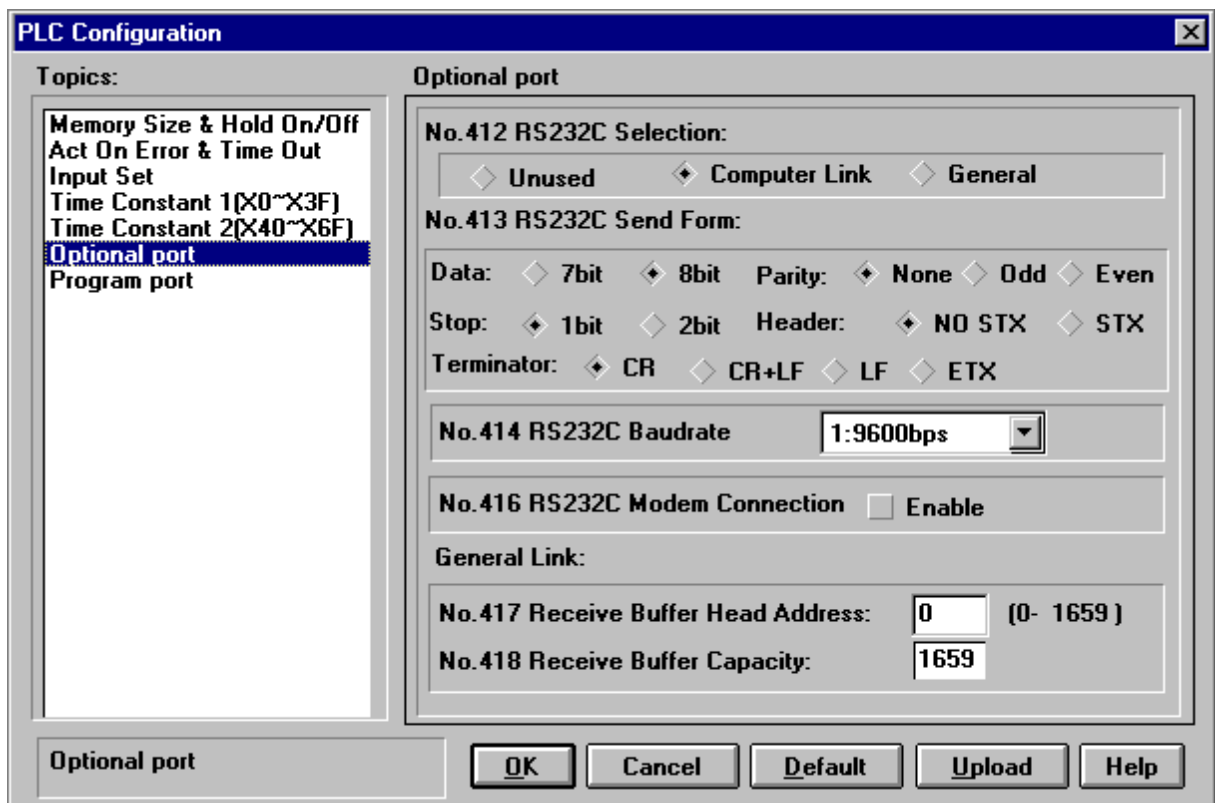 PLC Configuration
Topics:
Memory Size & Hold On/Off
Act On Error & Time Out
Input Set
Time Constant 1(X0~X3F)
Time Constant 2(X40~X6F)
Optional port
Program port
Optional port
No.412 RS232C Selection:
Unused Computer Link General
No.413 RS232C Send Form:
Data: 7bit 8bit Parity: None Odd Even
Stop: 1bit 2bit Header: NO STX STX
Terminator: CR CR+LF LF ETX
No.414 RS232C Baudrate 1:9600bps
No.416 RS232C Modem Connection Enable
General Link:
No.417 Receive Buffer Head Address: 0 (0- 1659 )
No.418 Receive Buffer Capacity: 1659
Optional port
OK Cancel Default Upload Help